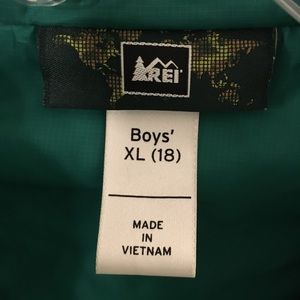 REI
Boys'
XL (18)
MADE
IN
VIETNAM